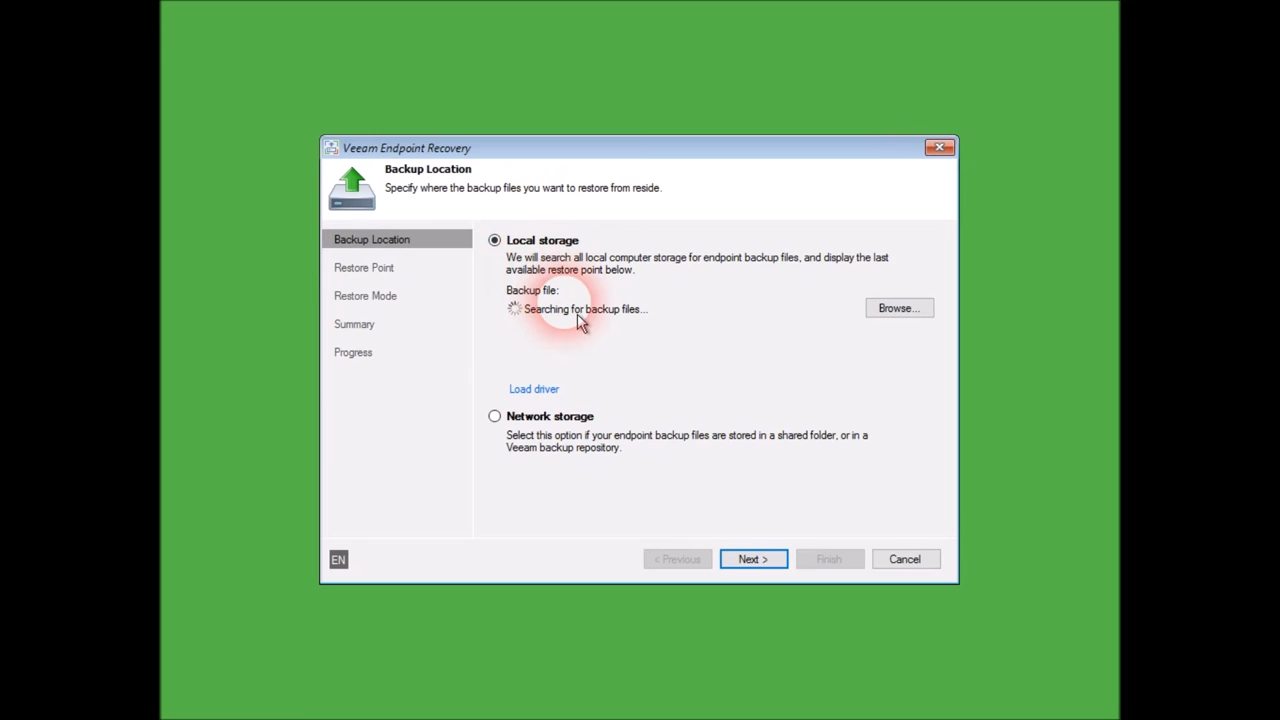 Veeam Endpoint Recovery
Backup Location
Specify where the backup files you want to restore from reside.
Backup Location
Restore Point
Restore Mode
Summary
Progress
Local storage
We will search all local computer storage for endpoint backup files, and display the last
available restore point below.
Backup file:
Searching for backup files...
Browse...
Load driver
Network storage
Select this option if your endpoint backup files are stored in a shared folder, or in a
Veeam backup repository.
EN
< Previous
Next >
Finish
Cancel